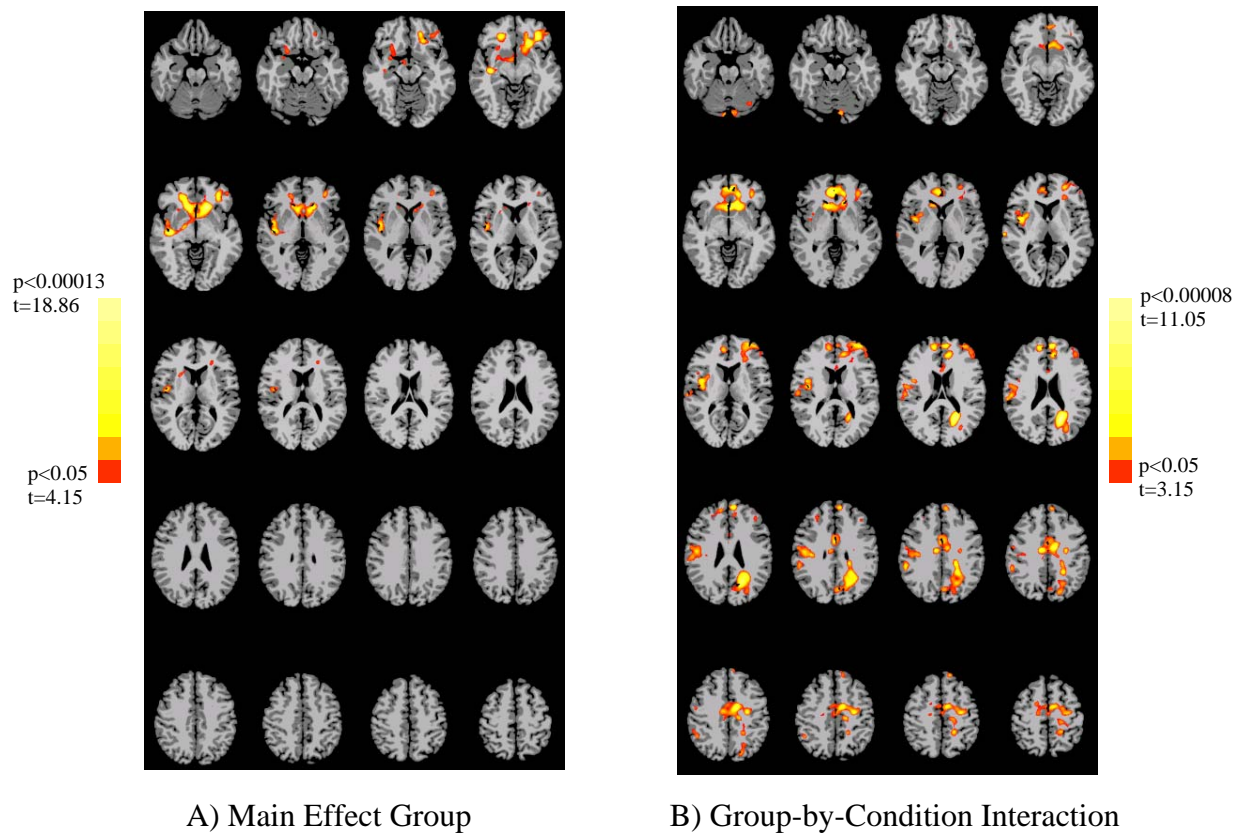 p<0.00013
t=18.86
p<0.05
t=4.15
p<0.00008
t=11.05
p<0.05
t=3.15
A) Main Effect Group
B) Group-by-Condition Interaction